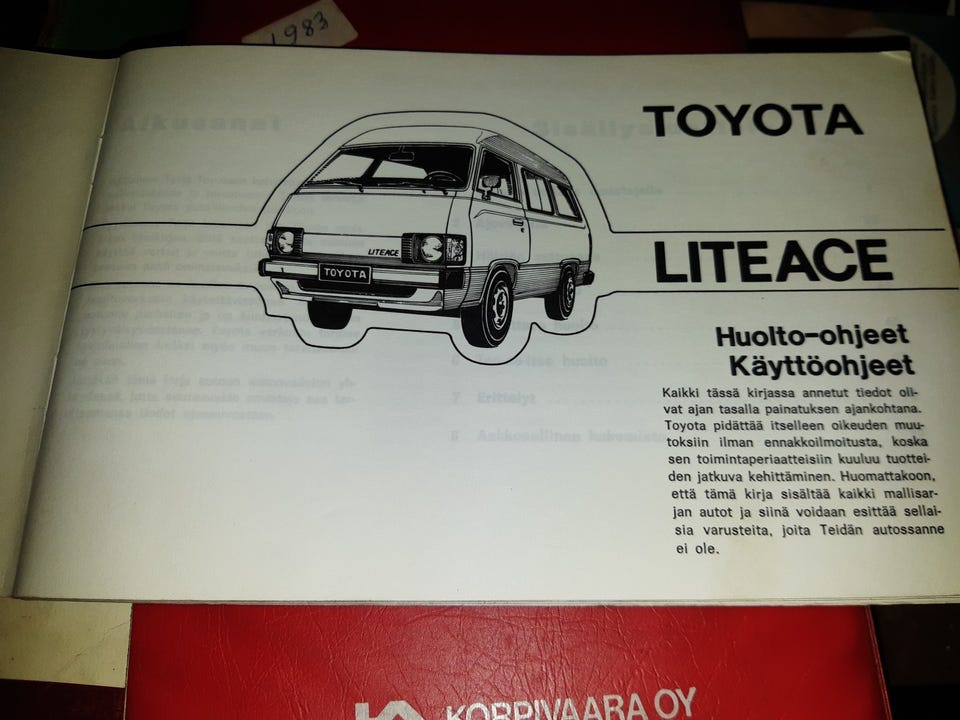 1983
TOYOTA
LITEACE
TOYOTA
LITEACE
Huolto-ohjeet
Käyttöohjeet
Kaikki tässä kirjassa annetut tiedot oli-
vat ajan tasalla painatuksen ajankohtana.
Toyota pidättää itselleen oikeuden muu-
toksiin ilman ennakkoilmoitusta, koska
sen toimintaperiaatteisiin kuuluu tuottei-
den jatkuva kehittäminen. Huomattakoon,
että tämä kirja sisältää kaikki mallisar-
jan autot ja siinä voidaan esittää sellai-
sia varusteita, joita Teidän autossanne
ei ole.
KORPIVAARA OY